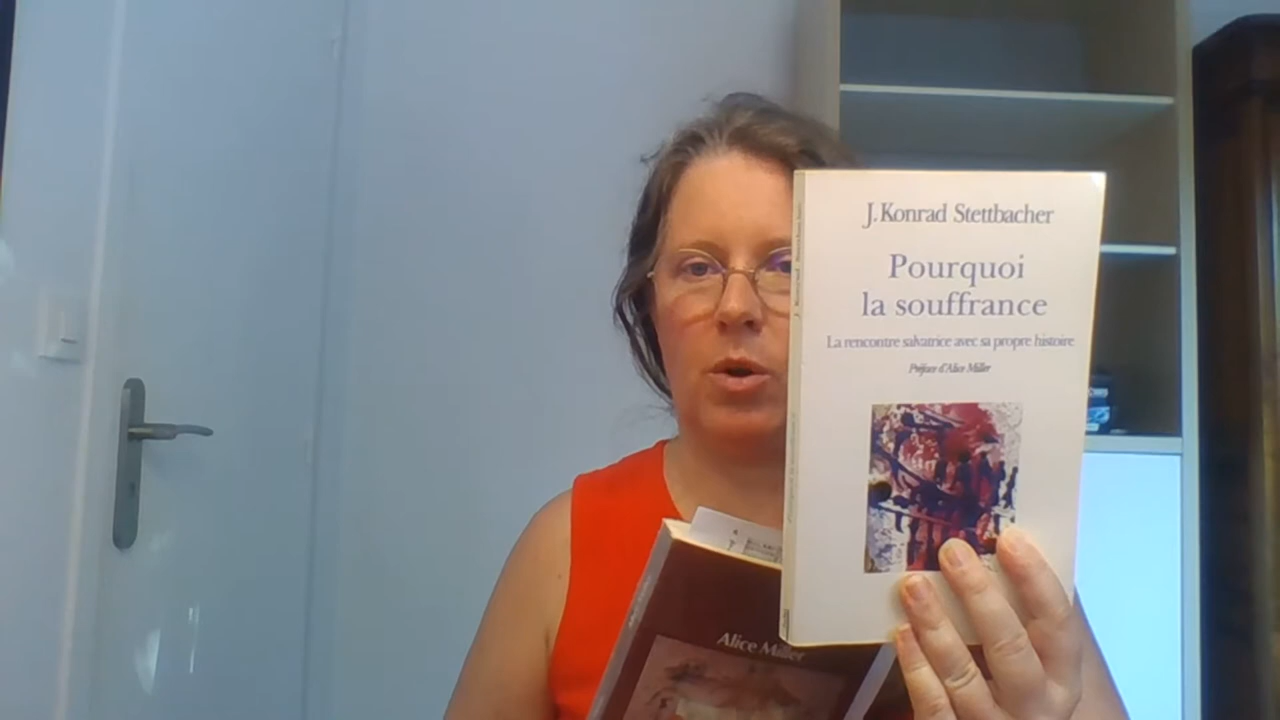 J. Konrad Stettbacher
Pourquoi
la souffrance
La rencontre salvatrice avec sa propre histoire
Préface d'Alice Miller
Alice Miller